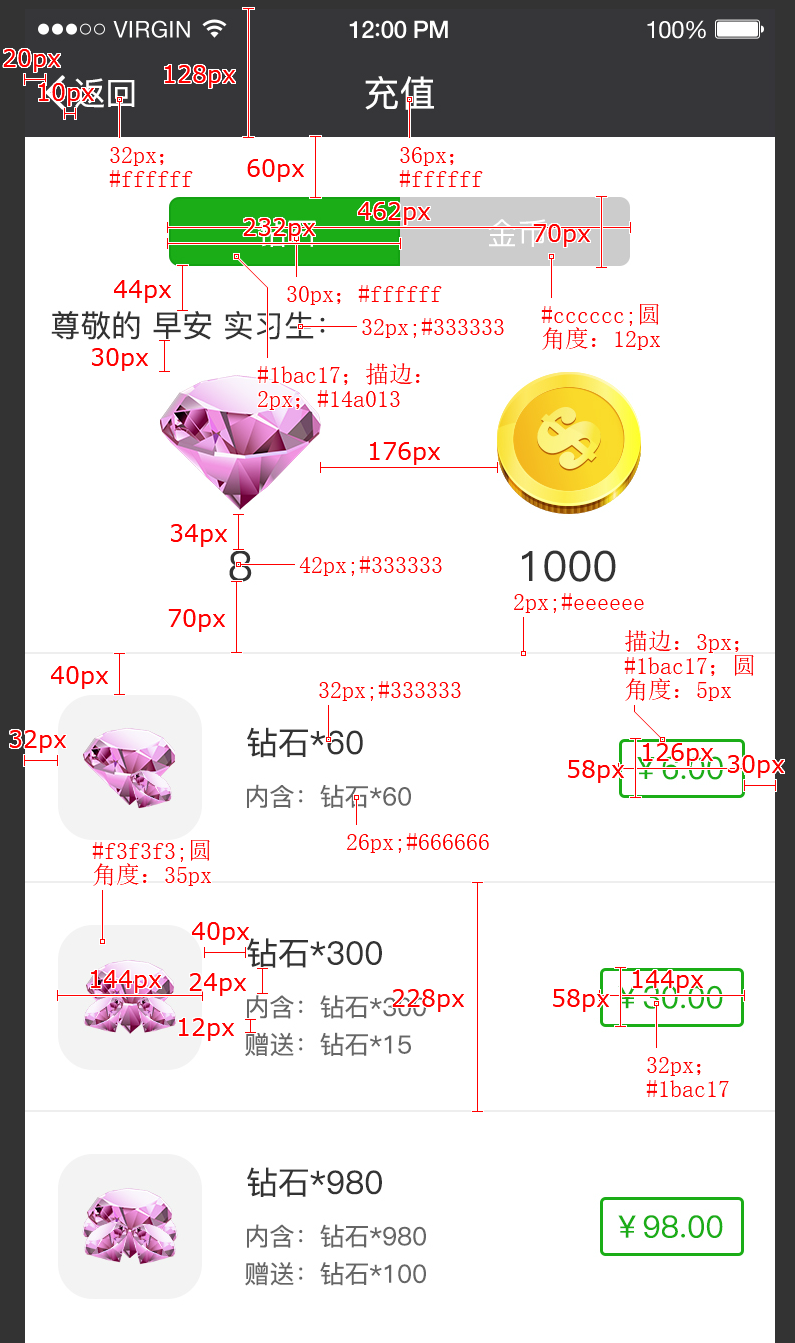 VIRGIN 12:00 PM 100%
20px
128px
10px
返回
充值
32px;
#ffffff
60px
36px;
#ffffff
462px
232px
钻石
金币
70px
44px
30px; #ffffff
#cccccc;圆
角度: 12px
尊敬的 早安 实习生:
32px;#333333
30px
#1bac17; 描边:
2px; #14a013
176px
34px
8
42px;#333333
1000
70px
2px;#eeeeee
描边: 3px;
#1bac17; 圆
角度: 5px
40px
32px;#333333
32px
钻石*60
126px
58px
¥6.00
30px
内含: 钻石*60
26px;#666666
#f3f3f3;圆
角度: 35px
40px
钻石*300
144px
24px
228px
58px
144px
¥30.00
内含: 钻石*300
12px
赠送: 钻石*15
32px;
#1bac17
钻石*980
内含: 钻石*980
¥98.00
赠送: 钻石*100